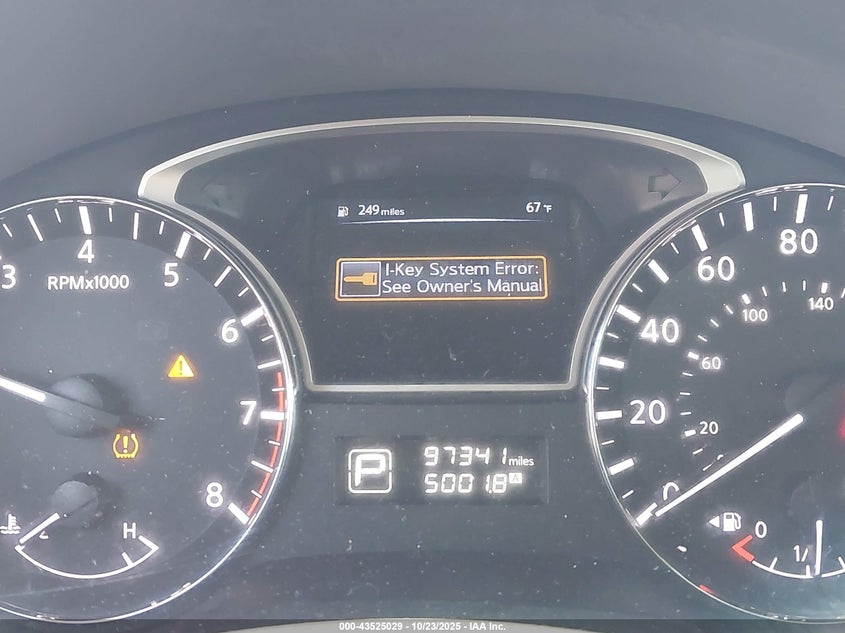 249 miles 67 °F
I-Key System Error:
See Owner's Manual
3 4 5 6 7 8
RPMx1000
H
P
97341 miles
5001.8 A
0 20 40 60 80
20 60 100 140
0 1/
000-43525029 - 10/23/2025 - IAA Inc.